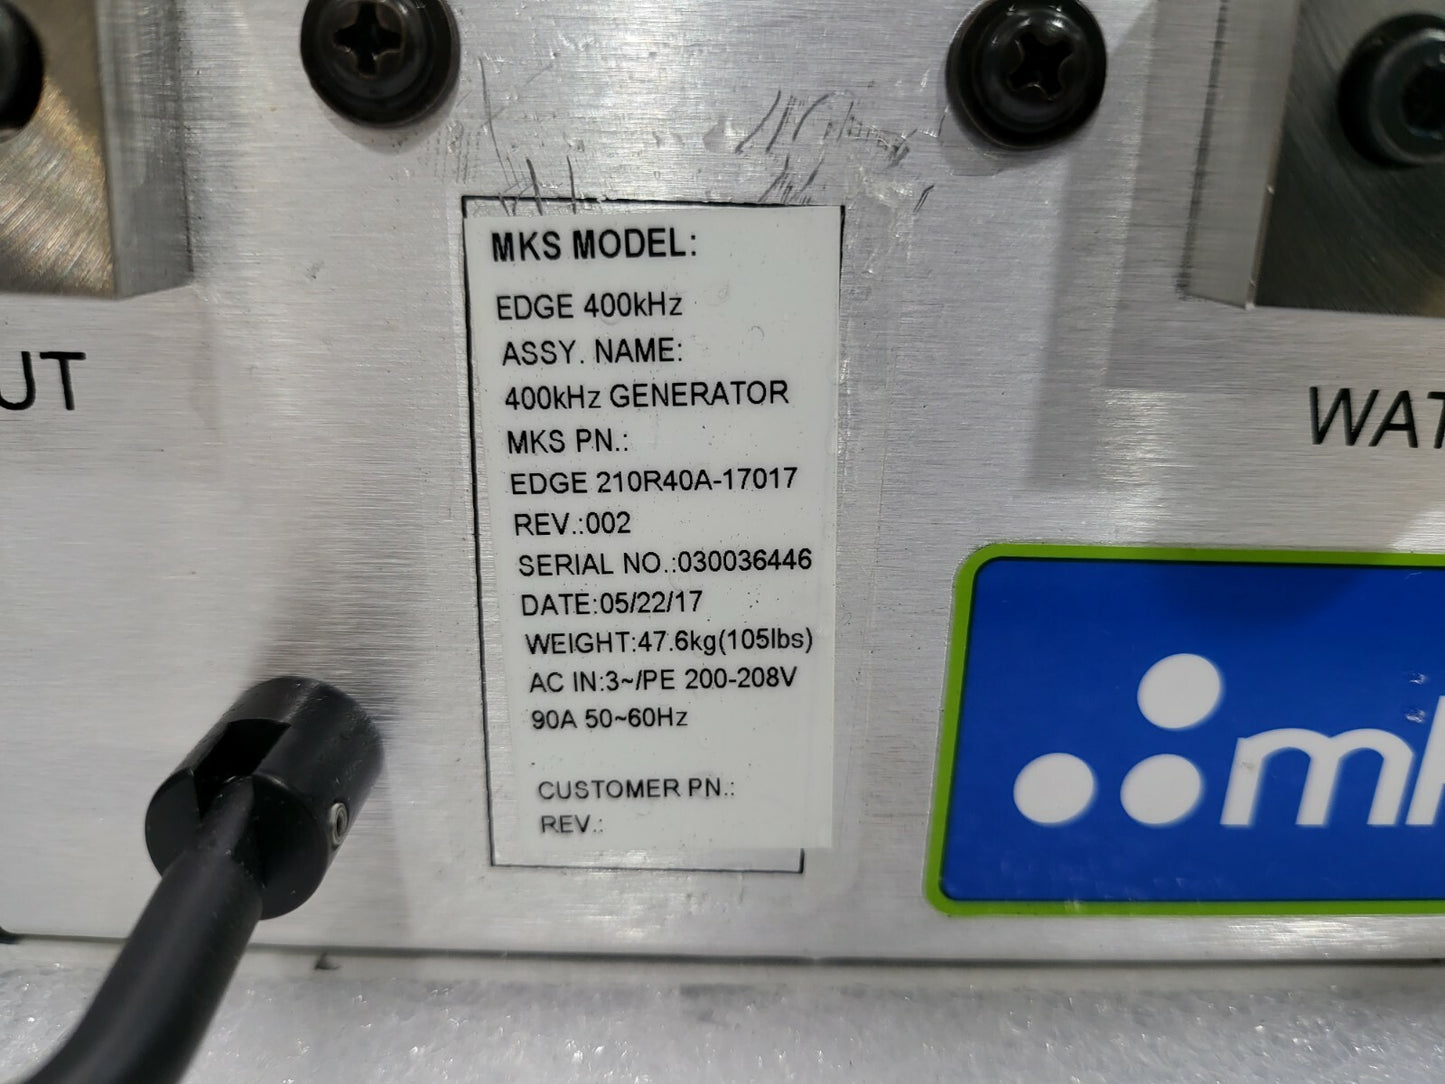 MKS MODEL:
EDGE 400kHz
ASSY. NAME:
400kHz GENERATOR
MKS PN.:
EDGE 210R40A-17017
REV.:002
SERIAL NO.:030036446
DATE:05/22/17
WEIGHT:47.6kg(105lbs)
AC IN:3~/PE 200-208V
90A 50~60Hz
CUSTOMER PN.:
REV.:
UT
WAT
mk